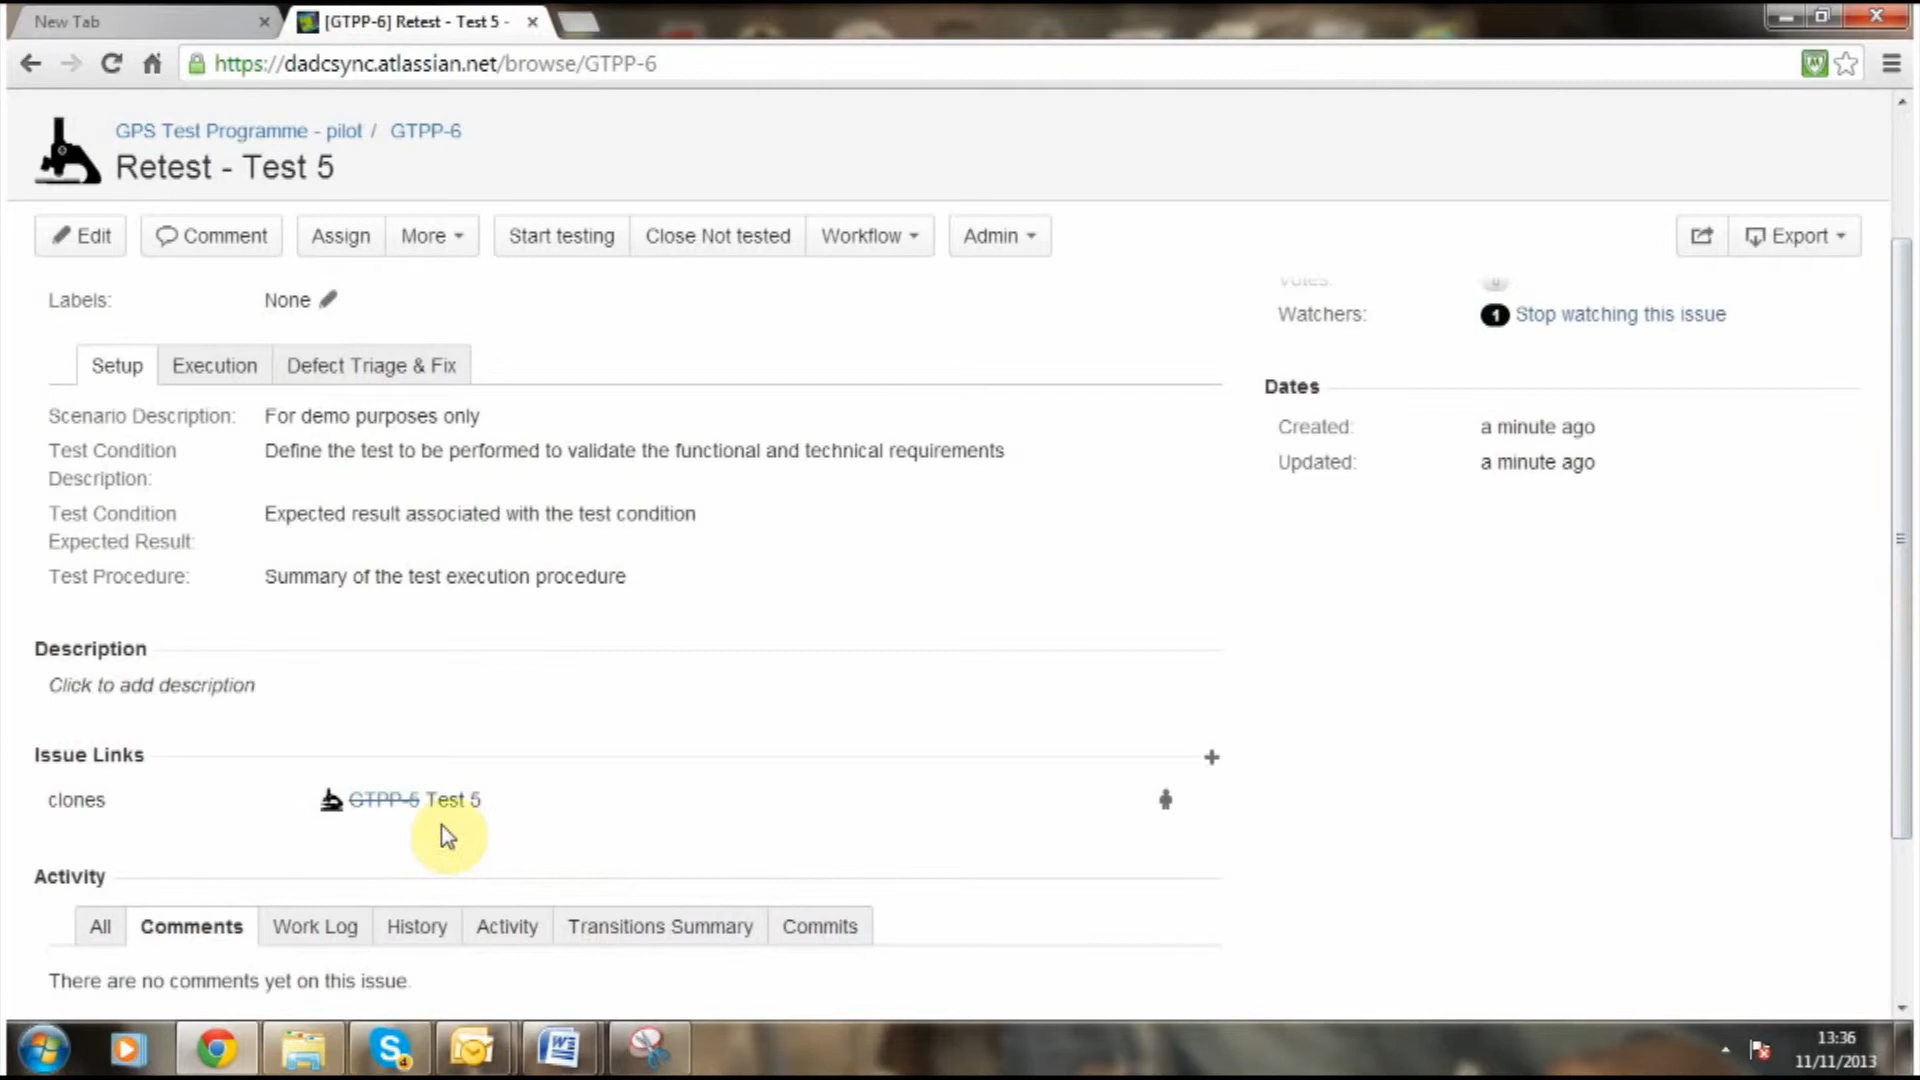 New Tab
[GTPP-6] Retest - Test 5 -
https://dadcsync.atlassian.net/browse/GTPP-6
GPS Test Programme - pilot / GTPP-6
Retest - Test 5
Edit Comment Assign More Start testing Close Not tested Workflow Admin Export
Labels: None
Votes: 0
Watchers: 1 Stop watching this issue
Setup Execution Defect Triage & Fix
Dates
Scenario Description: For demo purposes only
Created: a minute ago
Test Condition Description: Define the test to be performed to validate the functional and technical requirements
Updated: a minute ago
Test Condition Expected Result: Expected result associated with the test condition
Test Procedure: Summary of the test execution procedure
Description
Click to add description
Issue Links
clones GTPP-5 Test 5
Activity
All Comments Work Log History Activity Transitions Summary Commits
There are no comments yet on this issue.
4
13:36
11/11/2013